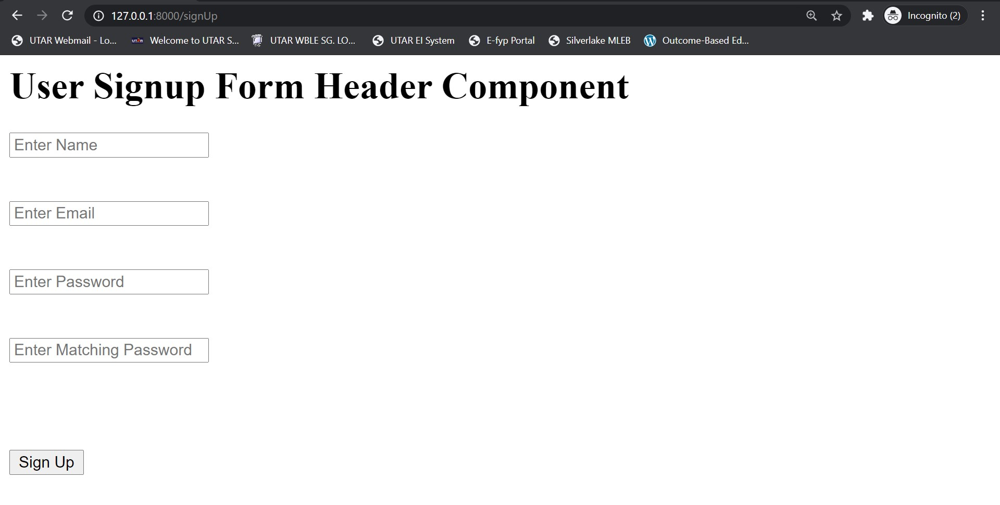 127.0.0.1:8000/signUp
Incognito (2)
UTAR Webmail - Lo... Welcome to UTAR S... UTAR WBLE SG. LO... UTAR EI System E-fyp Portal Silverlake MLEB Outcome-Based Ed...
User Signup Form Header Component
Enter Name
Enter Email
Enter Password
Enter Matching Password
Sign Up